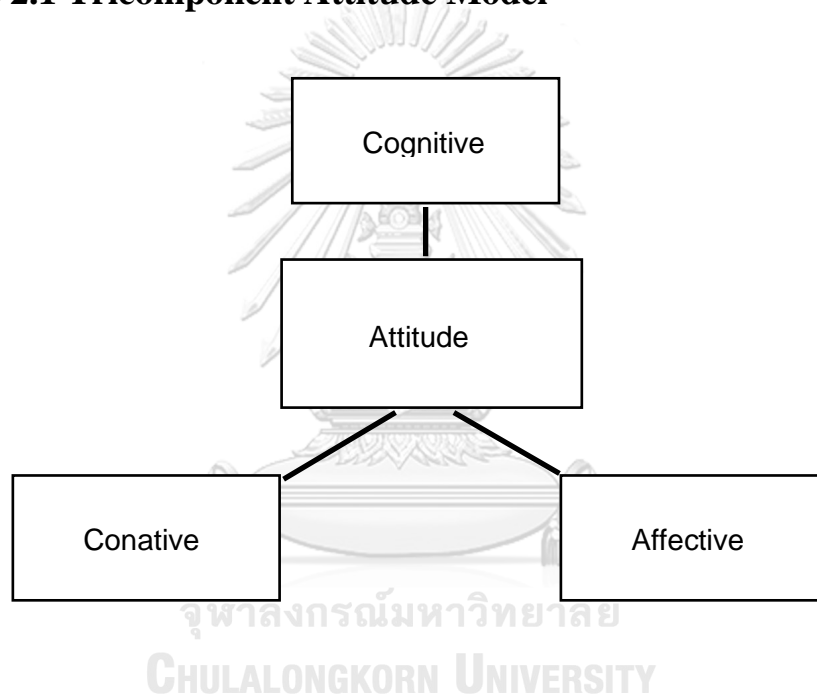 2.1 Tricomponent Attitude Model
Cognitive
Attitude
Conative
Affective
จุฬาลงกรณ์มหาวิทยาลัย
CHULALONGKORN UNIVERSITY